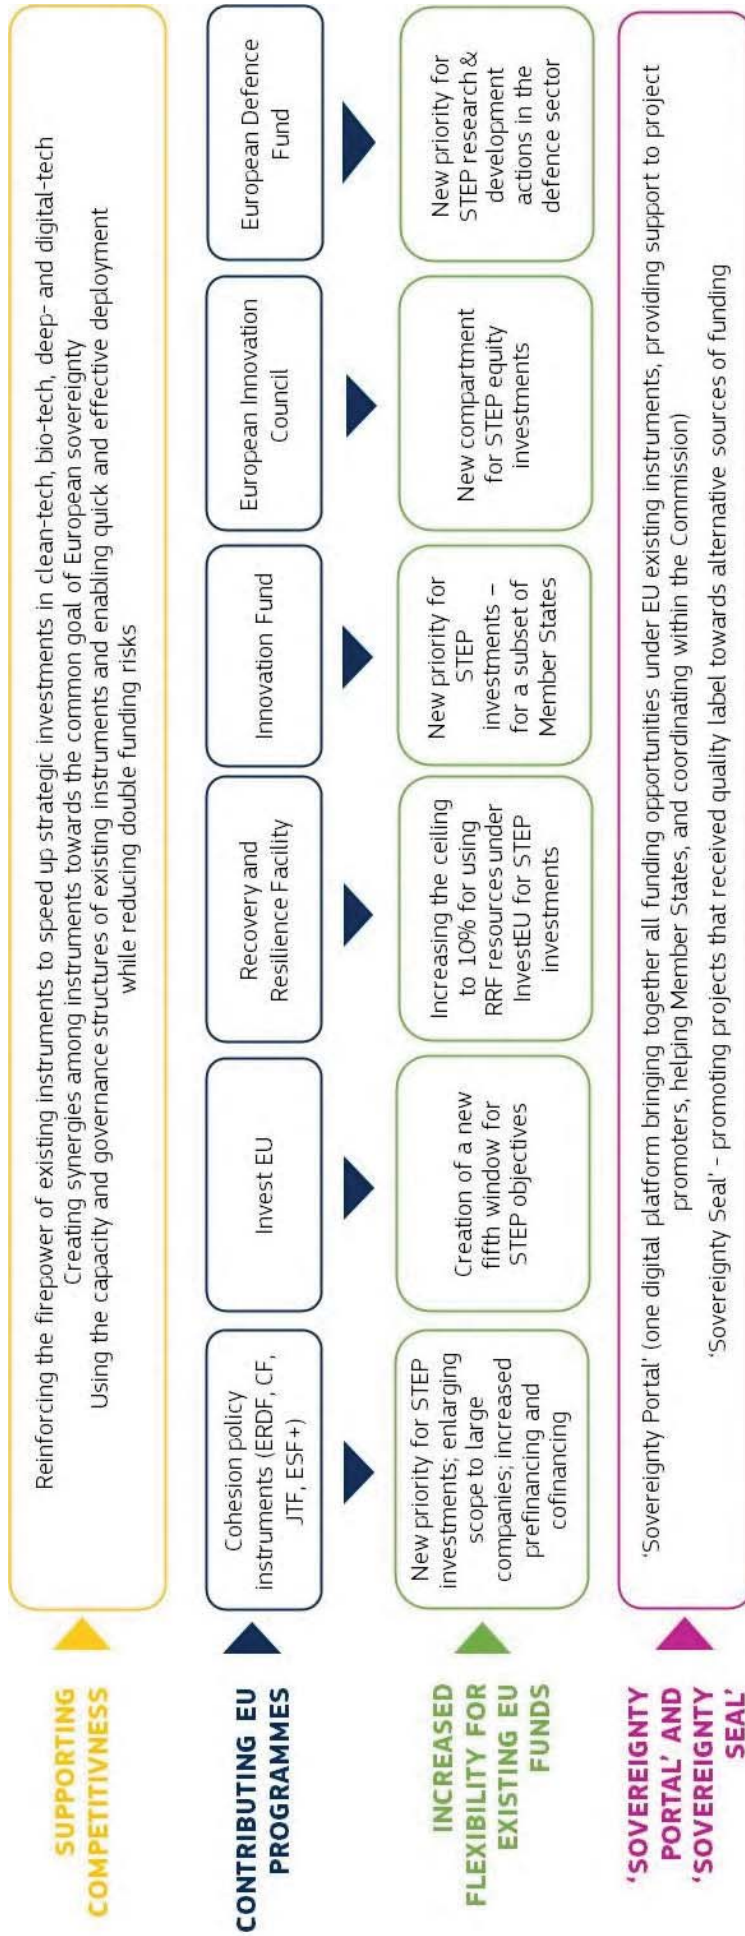 SUPPORTING
COMPETITIVNESS
Reinforcing the firepower of existing instruments to speed up strategic investments in clean-tech, bio-tech, deep- and digital-tech
Creating synergies among instruments towards the common goal of European sovereignty
Using the capacity and governance structures of existing instruments and enabling quick and effective deployment
while reducing double funding risks
CONTRIBUTING EU
PROGRAMMES
Cohesion policy
instruments (ERDF, CF,
JTF, ESF+)
Invest EU
Recovery and
Resilience Facility
Innovation Fund
European Innovation
Council
European Defence
Fund
INCREASED
FLEXIBILITY FOR
EXISTING EU
FUNDS
New priority for STEP
investments; enlarging
scope to large
companies; increased
prefinancing and
cofinancing
Creation of a new
fifth window for
STEP objectives
Increasing the ceiling
to 10% for using
RRF resources under
InvestEU for STEP
investments
New priority for
STEP
investments –
for a subset of
Member States
New compartment
for STEP equity
investments
New priority for
STEP research &
development
actions in the
defence sector
‘SOVEREIGNTY
PORTAL’ AND
‘SOVEREIGNTY
SEAL’
‘Sovereignty Portal’ (one digital platform bringing together all funding opportunities under EU existing instruments, providing support to project
promoters, helping Member States, and coordinating within the Commission)
‘Sovereignty Seal’ - promoting projects that received quality label towards alternative sources of funding